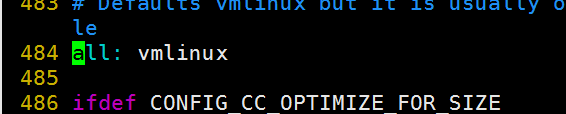 483 # Defaults vmlinux but it is usually o
le
484 all: vmlinux
485
486 ifdef CONFIG_CC_OPTIMIZE_FOR_SIZE